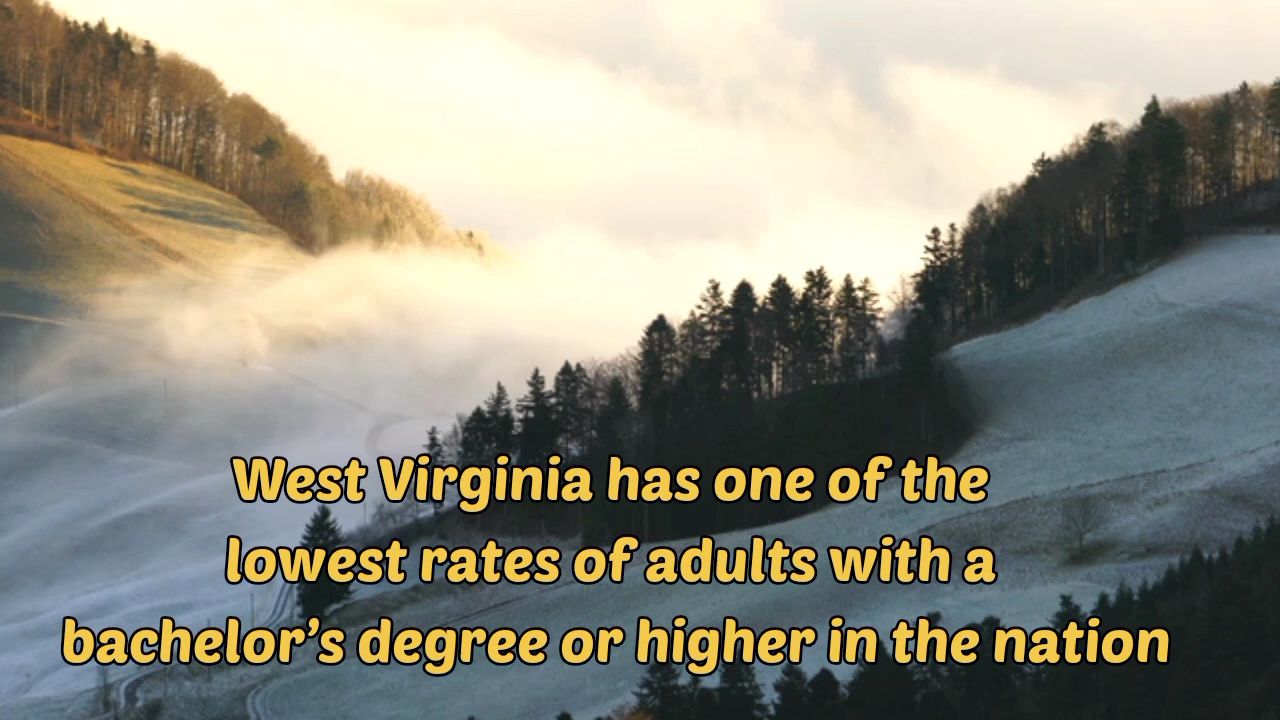 West Virginia has one of the
lowest rates of adults with a
bachelor’s degree or higher in the nation